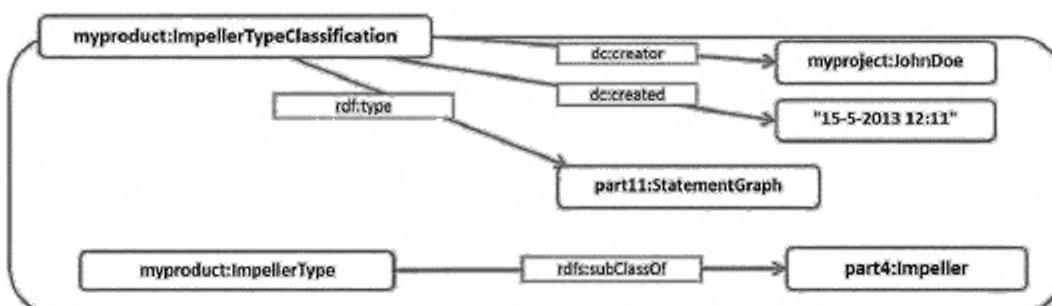 myproduct:ImpellerTypeClassification
dc:creator
myproject:JohnDoe
rdf:type
dc:created
"15-5-2013 12:11"
part11:StatementGraph
myproduct:ImpellerType
rdfs:subClassOf
part4:Impeller